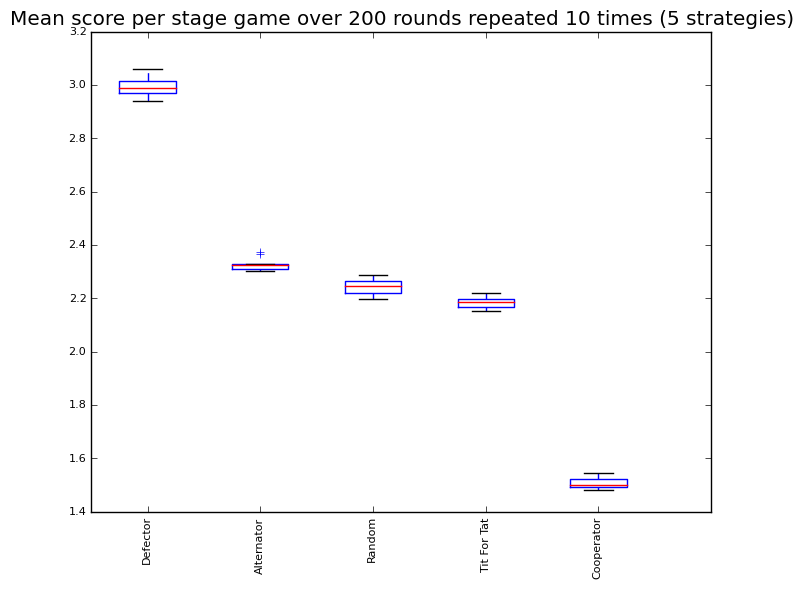 Mean score per stage game over 200 rounds repeated 10 times (5 strategies)
3.2
3.0
2.8
2.6
2.4
2.2
2.0
1.8
1.6
1.4
Defector
Alternator
Random
Tit For Tat
Cooperator